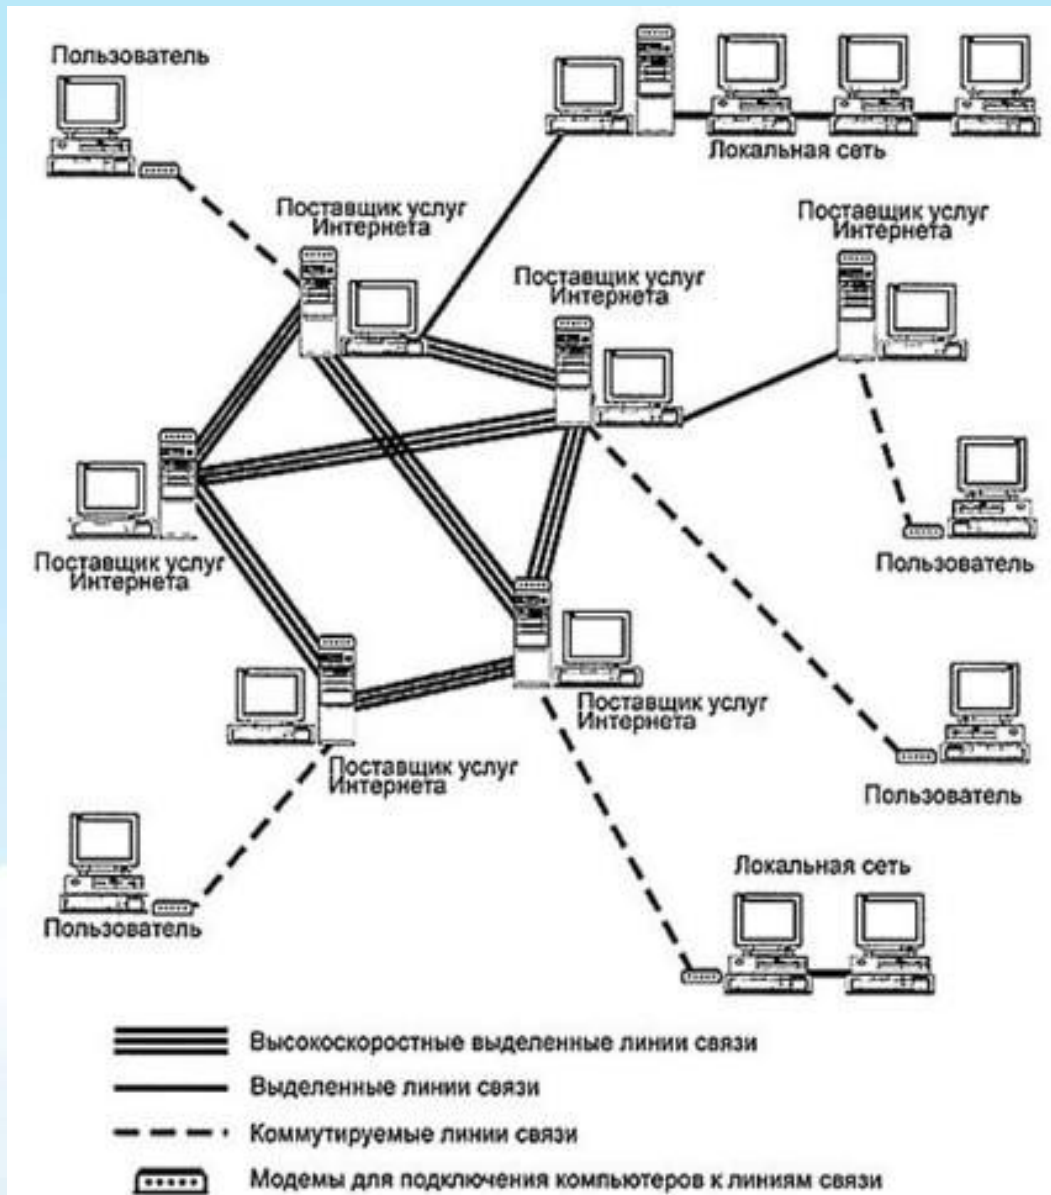 Пользователь
Локальная сеть
Поставщик услуг
Интернета
Поставщик услуг
Интернета
Поставщик услуг
Интернета
Поставщик услуг
Интернета
Пользователь
Поставщик услуг
Интернета
Поставщик услуг
Интернета
Пользователь
Локальная сеть
Пользователь
Высокоскоростные выделенные линии связи
Выделенные линии связи
Коммутируемые линии связи
Модемы для подключения компьютеров к линиям связи